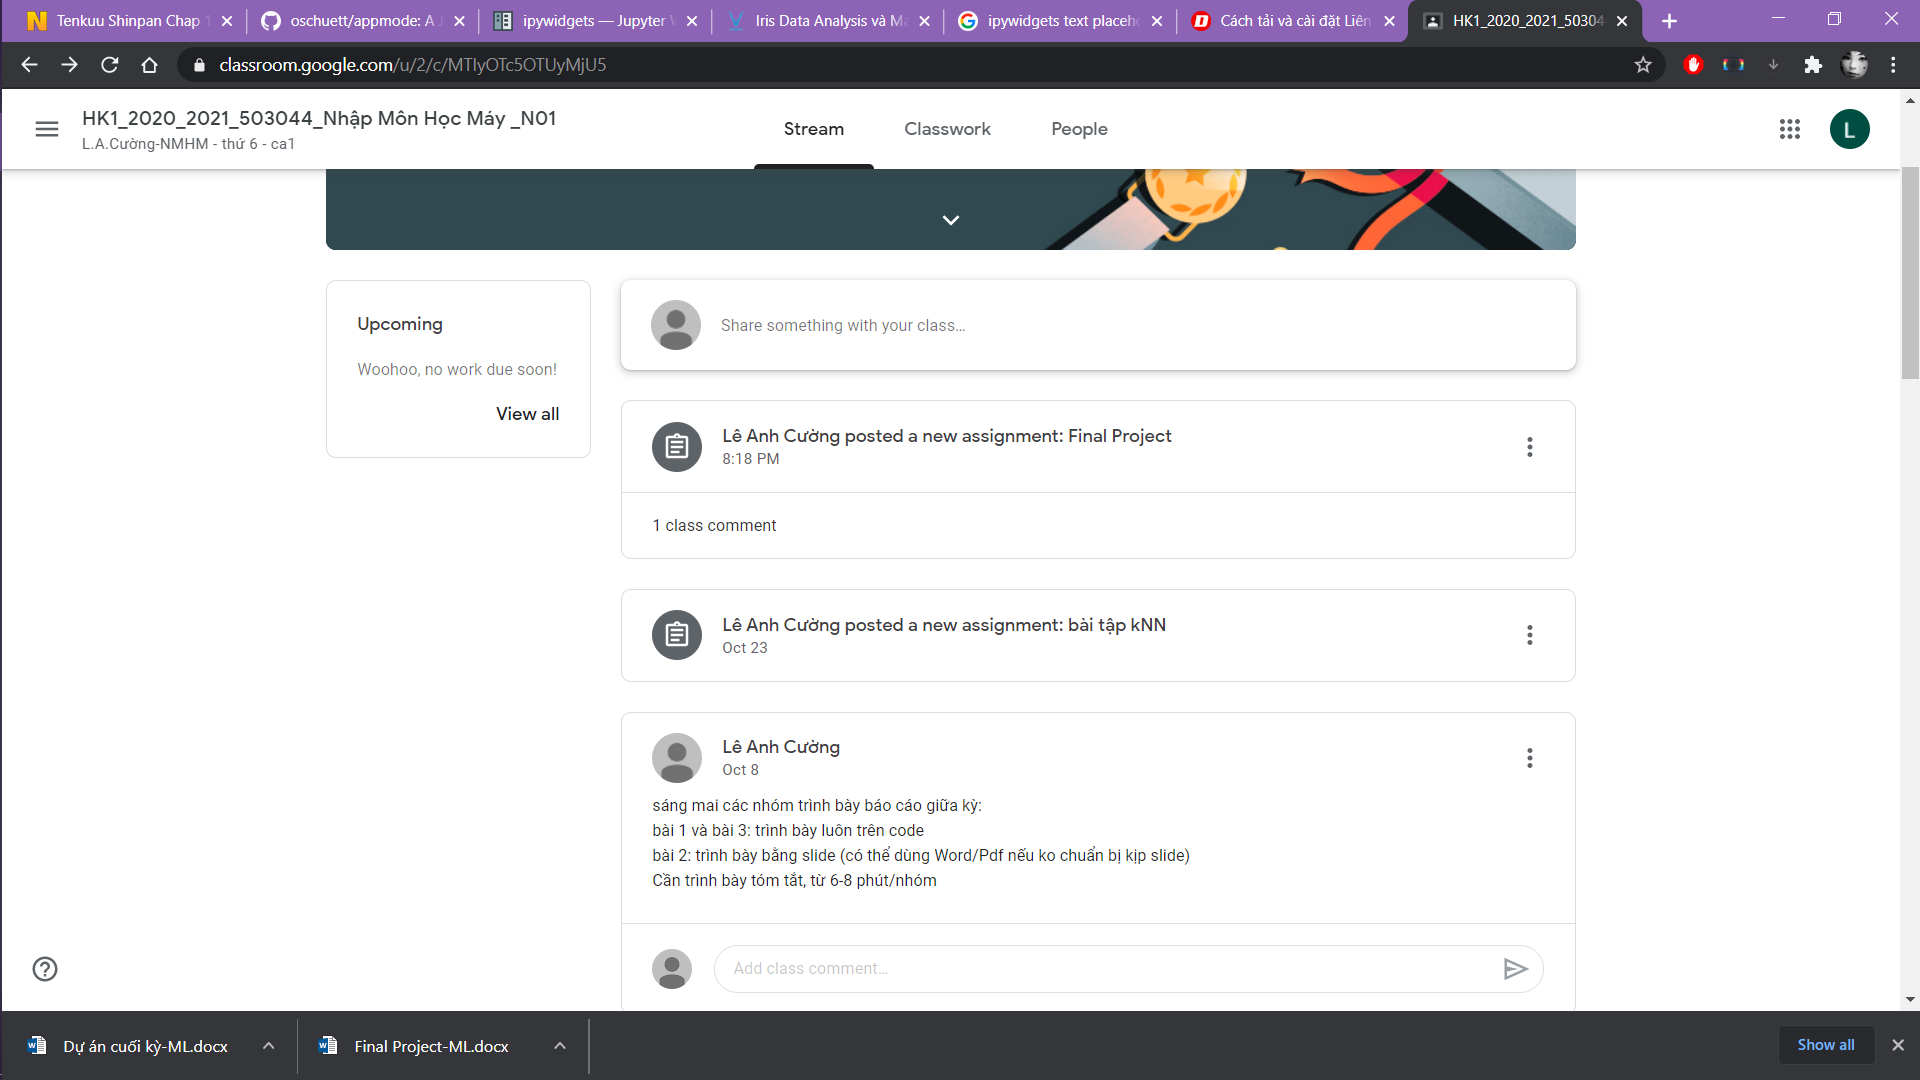 Tenkuu Shinpan Chap 1
oschuett/appmode: A J
ipywidgets — Jupyter W
Iris Data Analysis và Ma
ipywidgets text placeho
Cách tải và cài đặt Liên
HK1_2020_2021_50304
classroom.google.com/u/2/c/MTIyOTc5OTUyMjU5
HK1_2020_2021_503044_Nhập Môn Học Máy _N01
L.A.Cường-NMHM - thứ 6 - ca1
Stream
Classwork
People
L
Upcoming
Woohoo, no work due soon!
View all
Share something with your class...
Lê Anh Cường posted a new assignment: Final Project
8:18 PM
1 class comment
Lê Anh Cường posted a new assignment: bài tập kNN
Oct 23
Lê Anh Cường
Oct 8
sáng mai các nhóm trình bày báo cáo giữa kỳ:
bài 1 và bài 3: trình bày luôn trên code
bài 2: trình bày bằng slide (có thể dùng Word/Pdf nếu ko chuẩn bị kịp slide)
Cần trình bày tóm tắt, từ 6-8 phút/nhóm
Add class comment...
Dự án cuối kỳ-ML.docx
Final Project-ML.docx
Show all